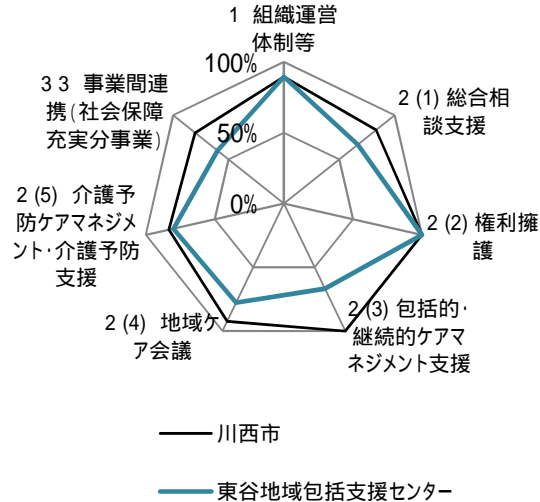 1 組織運営
体制等
100%
50%
0%
2 (1) 総合相
談支援
2 (2) 権利擁
護
2 (3) 包括的・
継続的ケアマ
ネジメント支援
2 (4) 地域ケ
ア会議
2 (5) 介護予
防ケアマネジメ
ント・介護予防
支援
3 3 事業間連
携(社会保障
充実分事業)
川西市
東谷地域包括支援センター